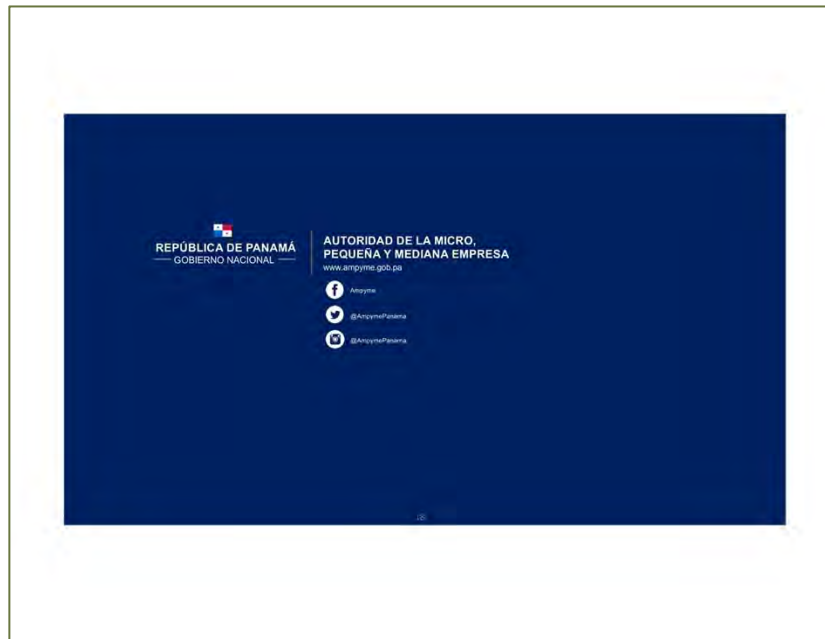 REPÚBLICA DE PANAMÁ
GOBIERNO NACIONAL
AUTORIDAD DE LA MICRO,
PEQUEÑA Y MEDIANA EMPRESA
www.ampyme.gob.pa
Ampyme
@AmpymePanama
@AmpymePanama